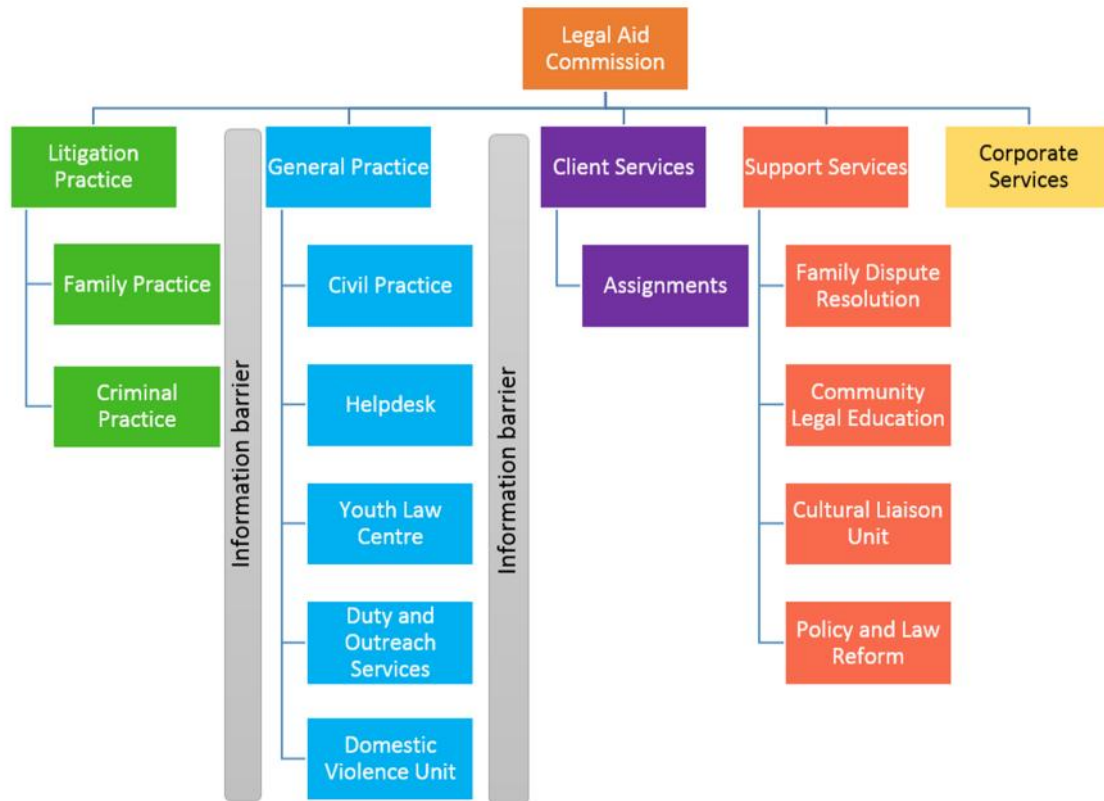 Legal Aid
Commission
Litigation
Practice
General Practice
Client Services
Support Services
Corporate
Services
Family Practice
Criminal
Practice
Information barrier
Civil Practice
Helpdesk
Youth Law
Centre
Duty and
Outreach
Services
Domestic
Violence Unit
Information barrier
Assignments
Family Dispute
Resolution
Community
Legal Education
Cultural Liaison
Unit
Policy and Law
Reform